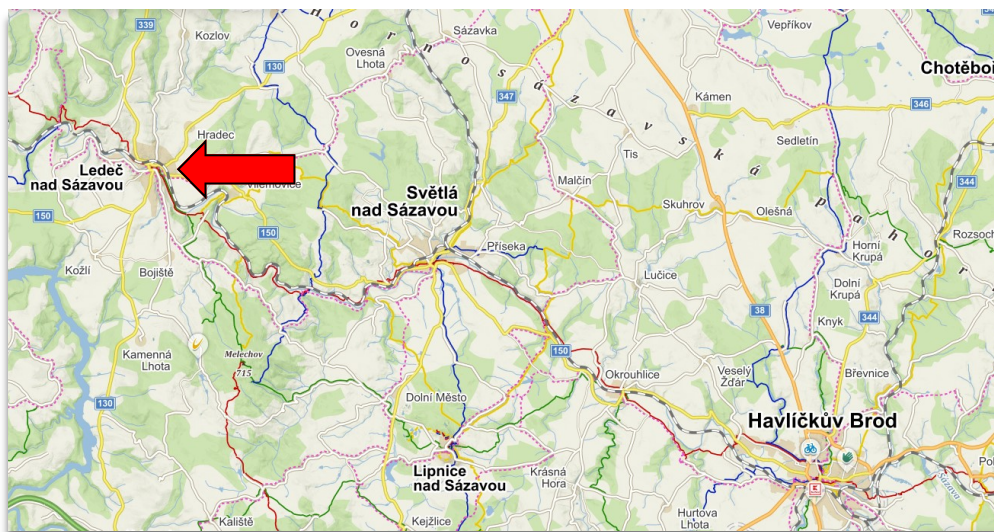 339
Kozlov
Sázavka
Vepříkov
Ovesná
Lhota
130
Chotěboř
347
Kámen
346
Hornosázavská pahor
Hradec
Sedletín
Tis
Ledeč
nad Sázavou
Vilémovice
Malčín
344
Světlá
nad Sázavou
Skuhrov
Olešná
150
150
Rozsoch
Příseka
Horní
Krupá
Kožlí
Bojiště
Lučice
Dolní
Krupá
38
344
Knyk
Kamenná
Lhota
Melechov
715
150
Veselý
Žďár
Břevnice
Okrouhlice
130
Dolní Město
Havlíčkův Brod
Lipnice
nad Sázavou
Krásná
Hora
Sázava
Hurtova
Lhota
Kaliště
Kejžlice